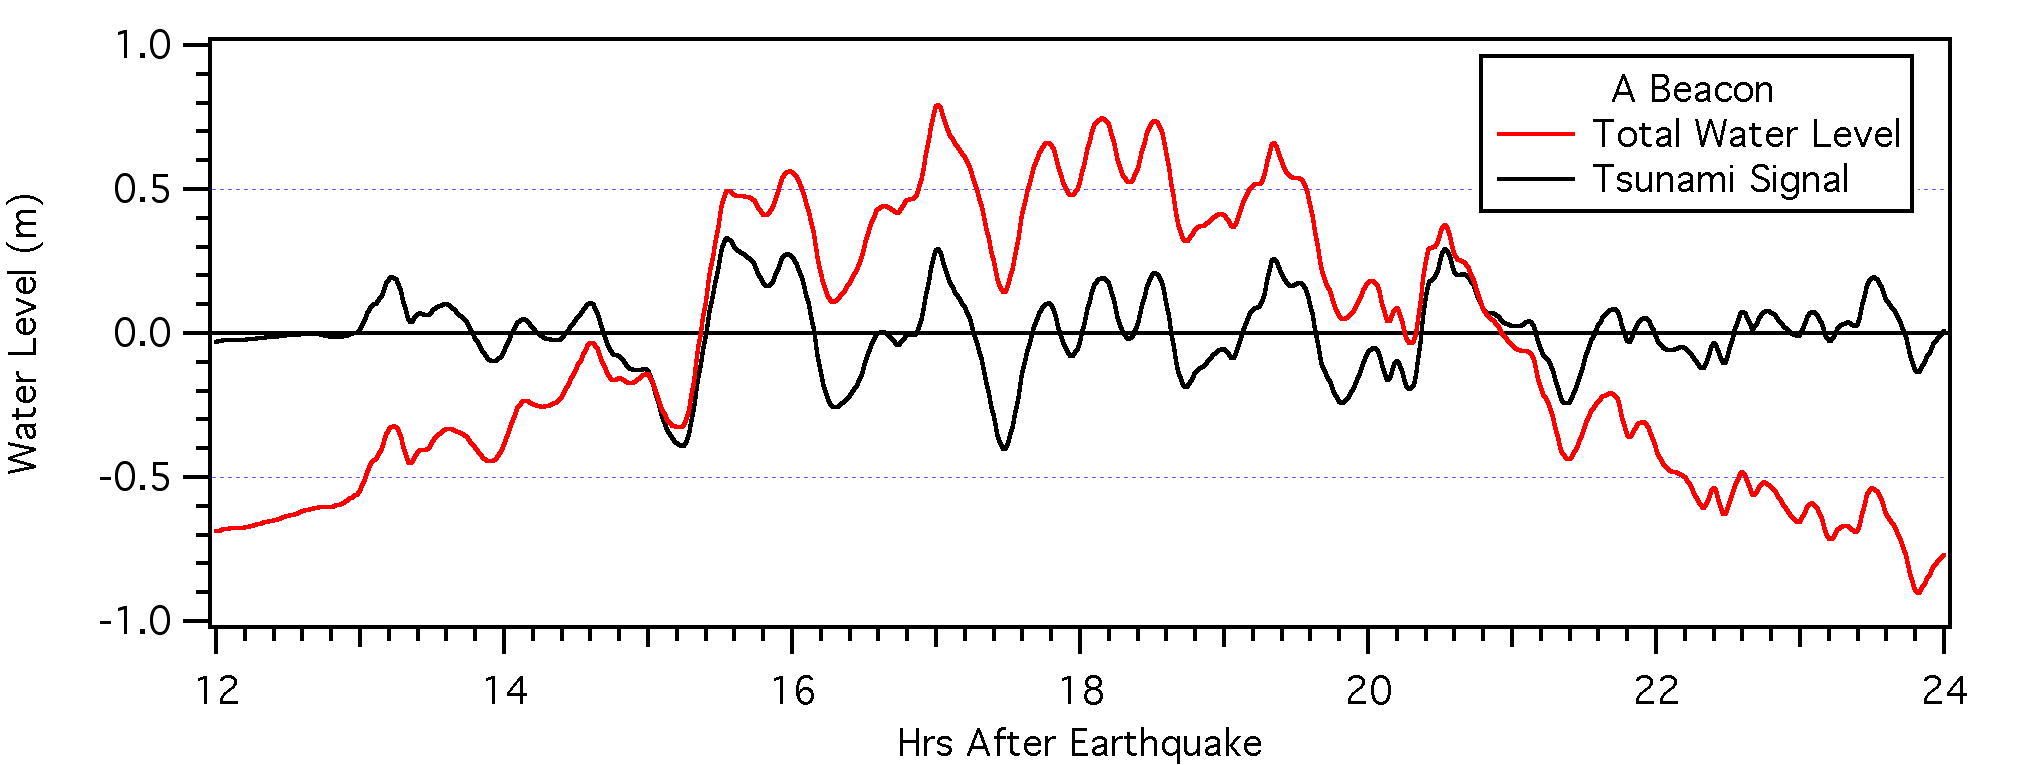 1.0
0.5
0.0
-0.5
-1.0
Water Level (m)
A Beacon
Total Water Level
Tsunami Signal
12 14 16 18 20 22 24
Hrs After Earthquake